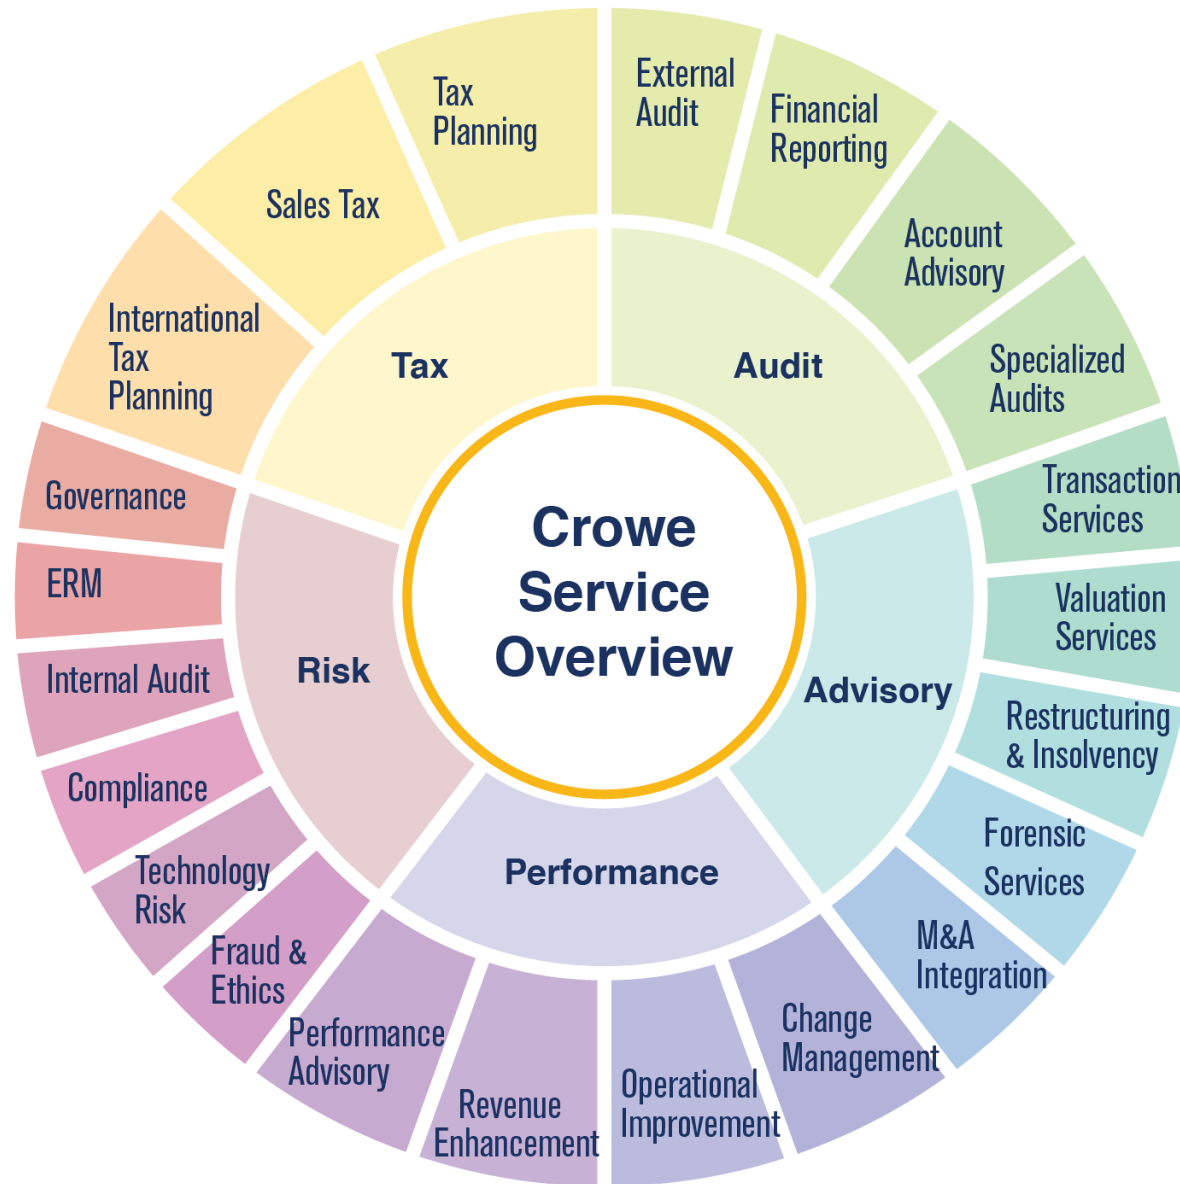 Crowe
Service
Overview
Audit
External
Audit
Financial
Reporting
Account
Advisory
Specialized
Audits
Advisory
Transaction
Services
Valuation
Services
Restructuring
& Insolvency
Forensic
Services
M&A
Integration
Performance
Change
Management
Operational
Improvement
Revenue
Enhancement
Performance
Advisory
Risk
Fraud &
Ethics
Technology
Risk
Compliance
Internal Audit
ERM
Governance
Tax
International
Tax
Planning
Sales Tax
Tax
Planning